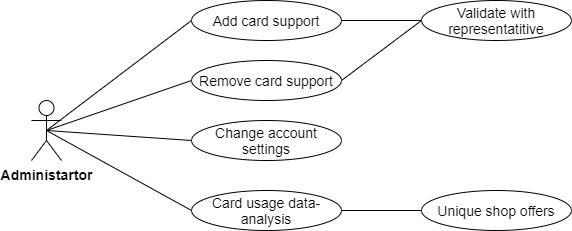 Add card support
Validate with
representatitive
Remove card support
Administartor
Change account
settings
Card usage data-
analysis
Unique shop offers